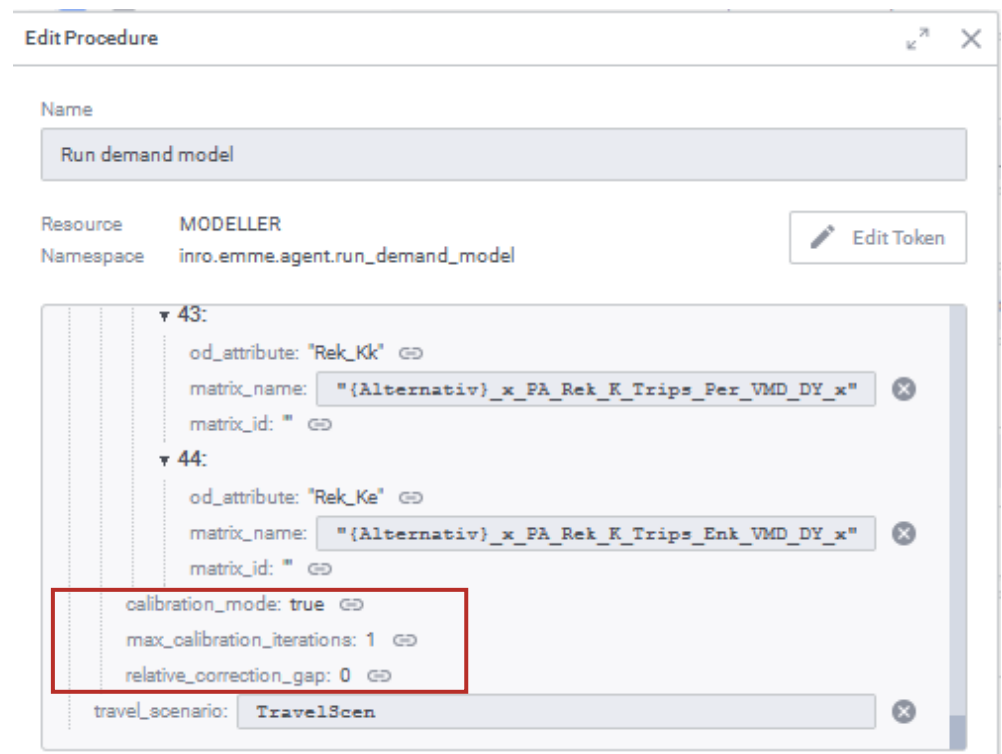 Edit Procedure
Name
Run demand model
Resource MODELLER
Edit Token
Namespace inro.emme.agent.run_demand_model
43:
od_attribute: "Rek_Kk"
matrix_name: "{Alternativ}_x_PA_Rek_K_Trips_Per_VMD_DY_x"
matrix_id: ""
44:
od_attribute: "Rek_Ke"
matrix_name: "{Alternativ}_x_PA_Rek_K_Trips_Enk_VMD_DY_x"
matrix_id: ""
calibration_mode: true
max_calibration_iterations: 1
relative_correction_gap: 0
travel_scenario: TravelScen